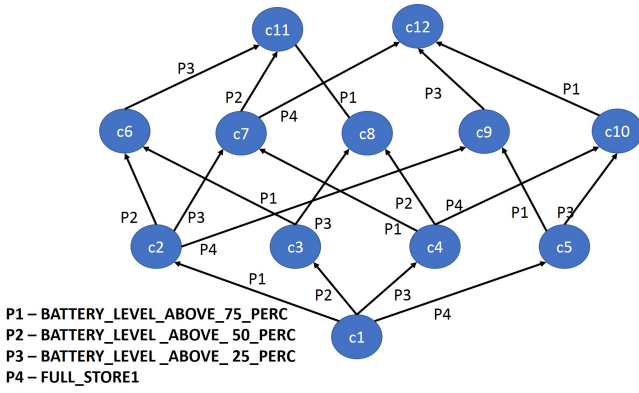 c11
c12
P3
P2
P4
P1
P3
P1
c6
c7
c8
c9
c10
P2
P3
P4
P1
P3
P1
P2
P4
P1
P3
c2
c3
c4
c5
P1
P2
P3
P4
c1
P1 – BATTERY_LEVEL_ABOVE_75_PERC
P2 – BATTERY_LEVEL _ABOVE_ 50_PERC
P3 – BATTERY_LEVEL _ABOVE_ 25_PERC
P4 – FULL_STORE1